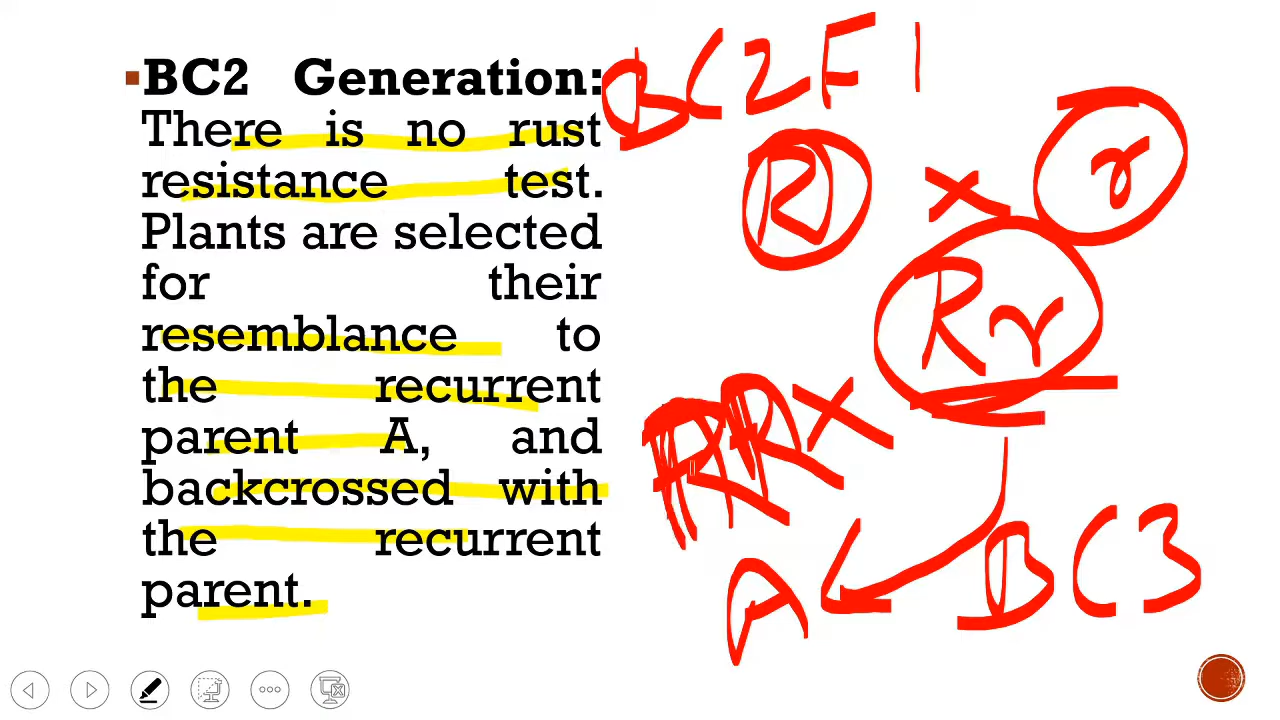 BC2 Generation:
There is no rust
resistance test.
Plants are selected
for their
resemblance to
the recurrent
parent A, and
backcrossed with
the recurrent
parent.
BC2F1
R x r
Rr
RRX
A
BC3